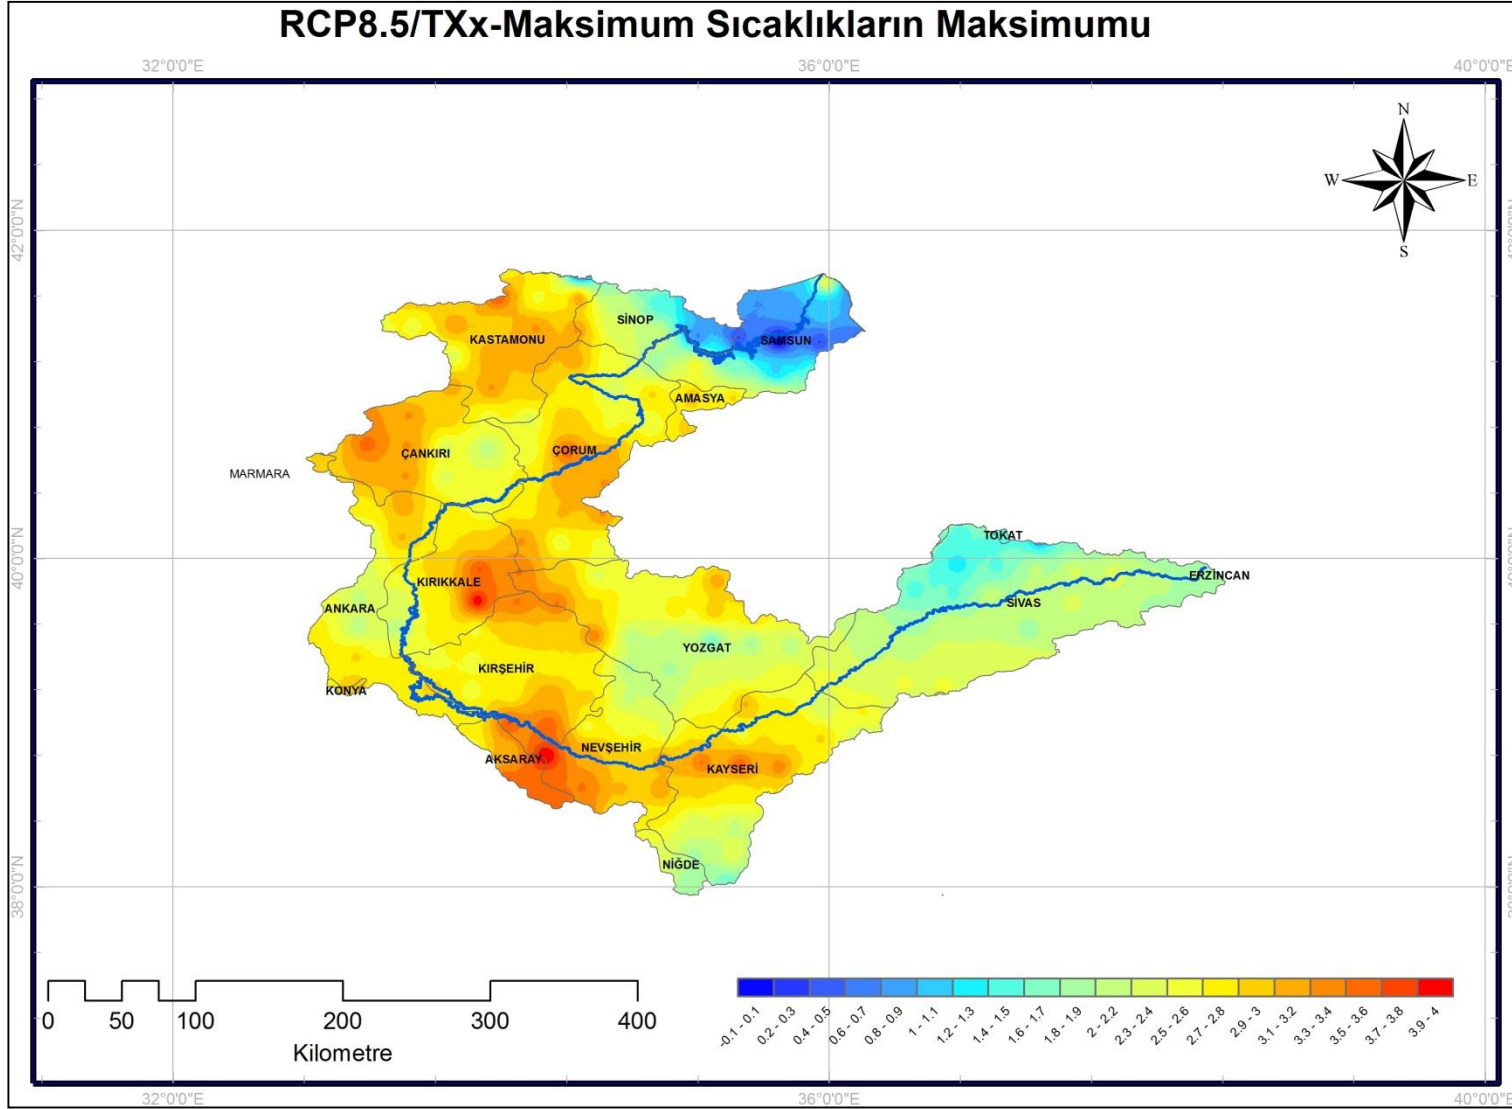 RCP8.5/TXx-Maksimum Sıcaklıkların Maksimumu
32°0'0"E 36°0'0"E 40°0'0"E
N
W E
S
42°0'0"N
KASTAMONU SİNOP SAMSUN
AMASYA
ÇANKIRI ÇORUM
MARMARA
40°0'0"N
TOKAT
KIRIKKALE ERZİNCAN
ANKARA SİVAS
YOZGAT
KIRŞEHİR
KONYA
NEVŞEHİR
AKSARAY KAYSERİ
NİĞDE
38°0'0"N
0 50 100 200 300 400
Kilometre
-0.1 - 0.1 0.2 - 0.3 0.4 - 0.5 0.6 - 0.7 0.8 - 0.9 1 - 1.1 1.2 - 1.3 1.4 - 1.5 1.6 - 1.7 1.8 - 1.9 2 - 2.2 2.3 - 2.4 2.5 - 2.6 2.7 - 2.8 2.9 - 3 3.1 - 3.2 3.3 - 3.4 3.5 - 3.6 3.7 - 3.8 3.9 - 4
32°0'0"E 36°0'0"E 40°0'0"E